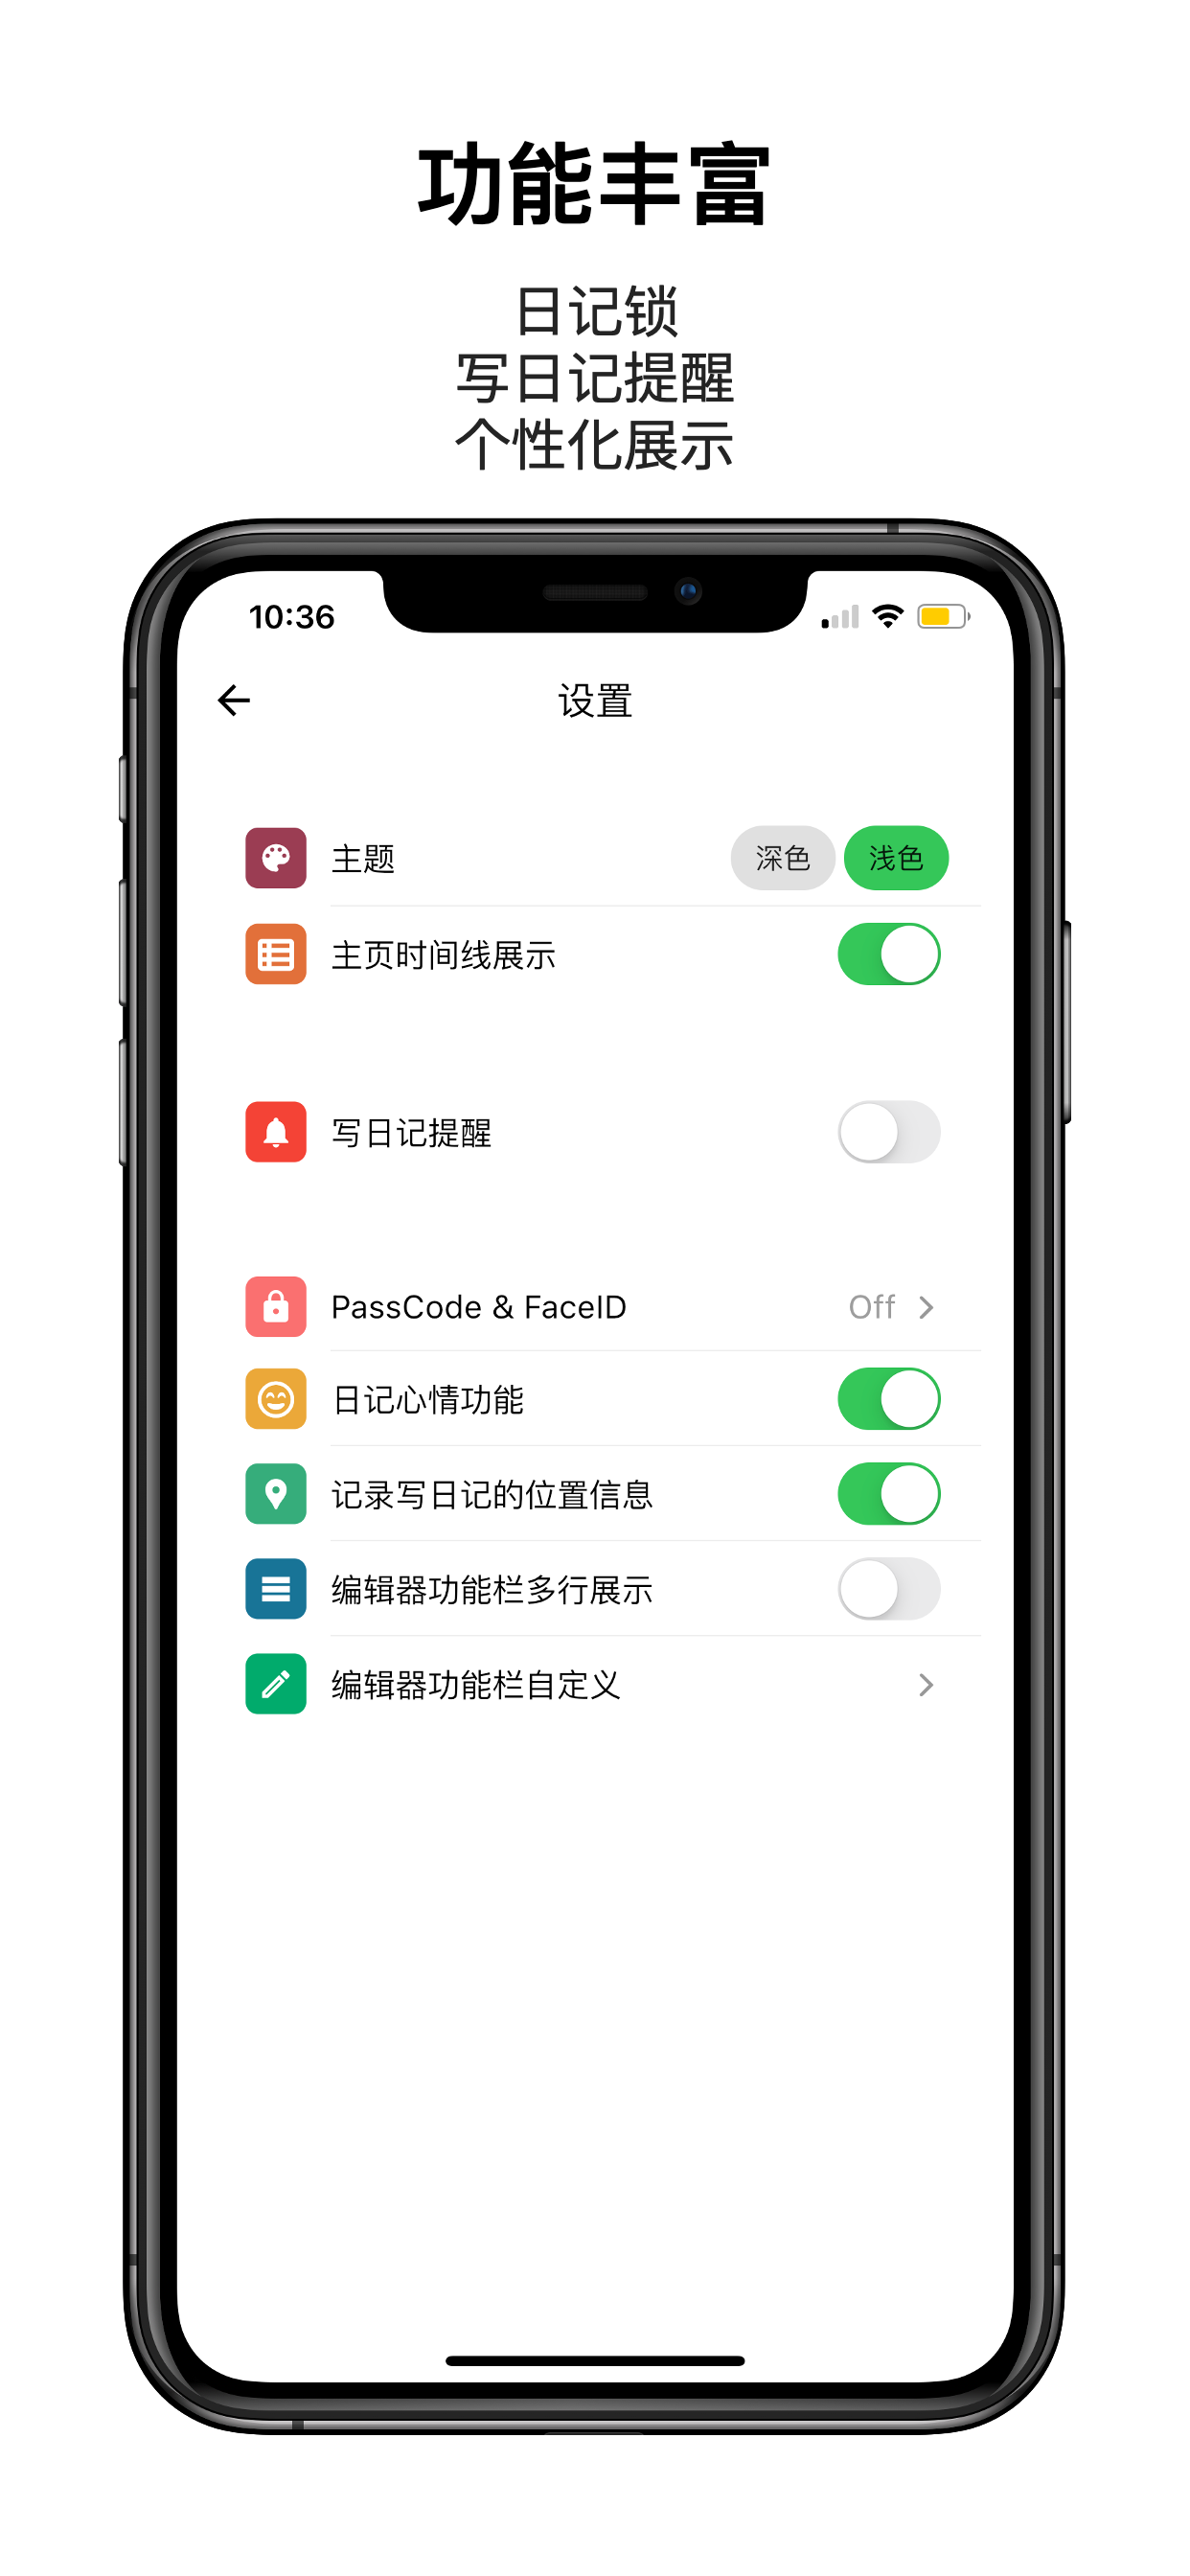 功能丰富
日记锁
写日记提醒
个性化展示
10:36
设置
主题 深色 浅色
主页时间线展示
写日记提醒
PassCode & FaceID Off
日记心情功能
记录写日记的位置信息
编辑器功能栏多行展示
编辑器功能栏自定义